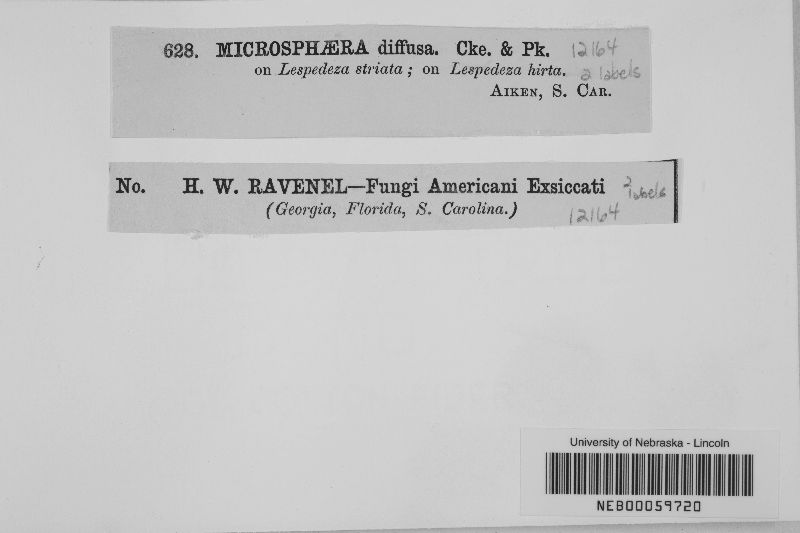 628. MICROSPHÆRA diffusa. Cke. & Pk. 12164
on Lespedeza striata; on Lespedeza hirta. 2 labels
AIKEN, S. CAR.
No. H. W. RAVENEL—Fungi Americani Exsiccati 2 labels
(Georgia, Florida, S. Carolina.) 12164
University of Nebraska - Lincoln
NEB00059720